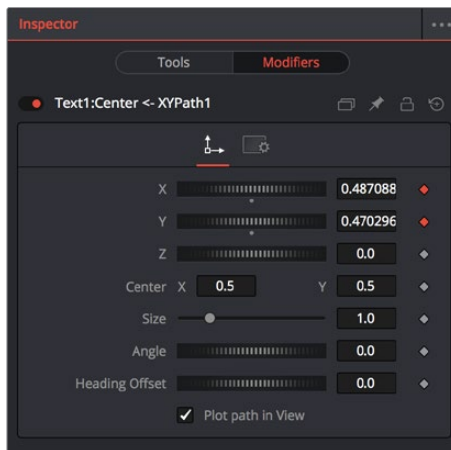 Inspector
Tools Modifiers
Text1:Center <- XYPath1
X 0.487088
Y 0.470296
Z 0.0
Center X 0.5 Y 0.5
Size 1.0
Angle 0.0
Heading Offset 0.0
Plot path in View